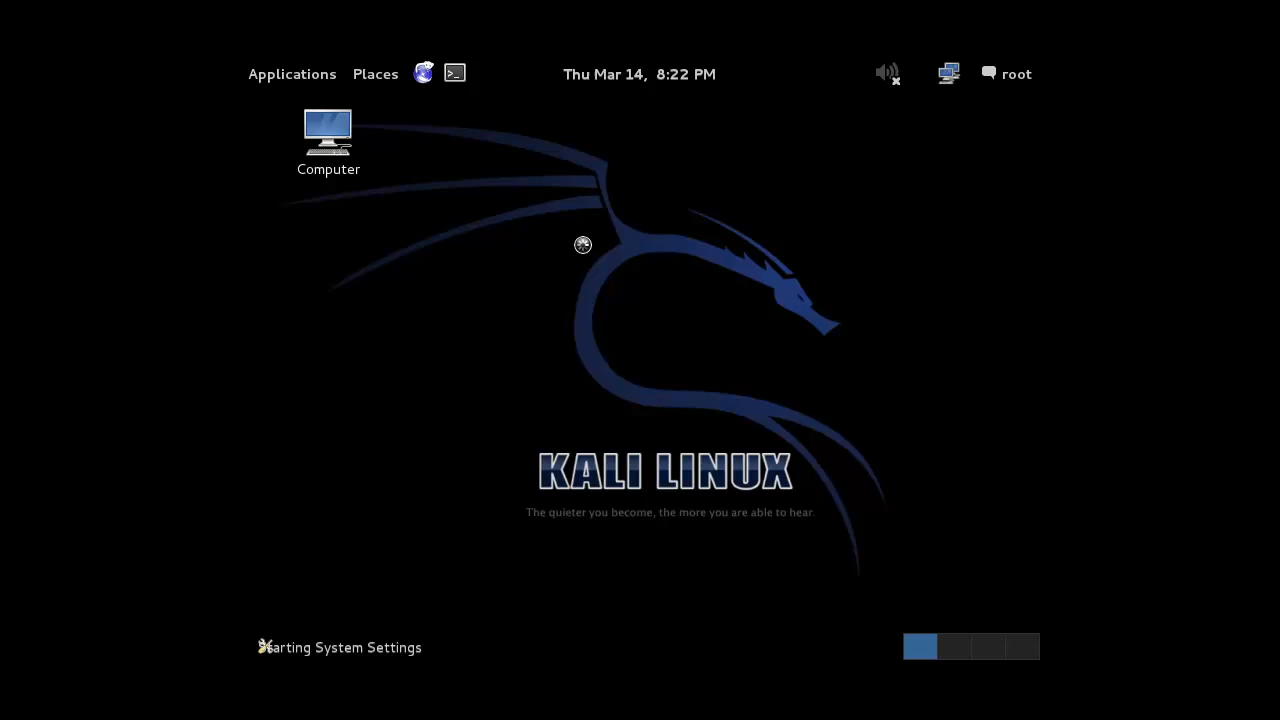 Applications Places Thu Mar 14, 8:22 PM root
Computer
KALI LINUX
The quieter you become, the more you are able to hear.
Starting System Settings